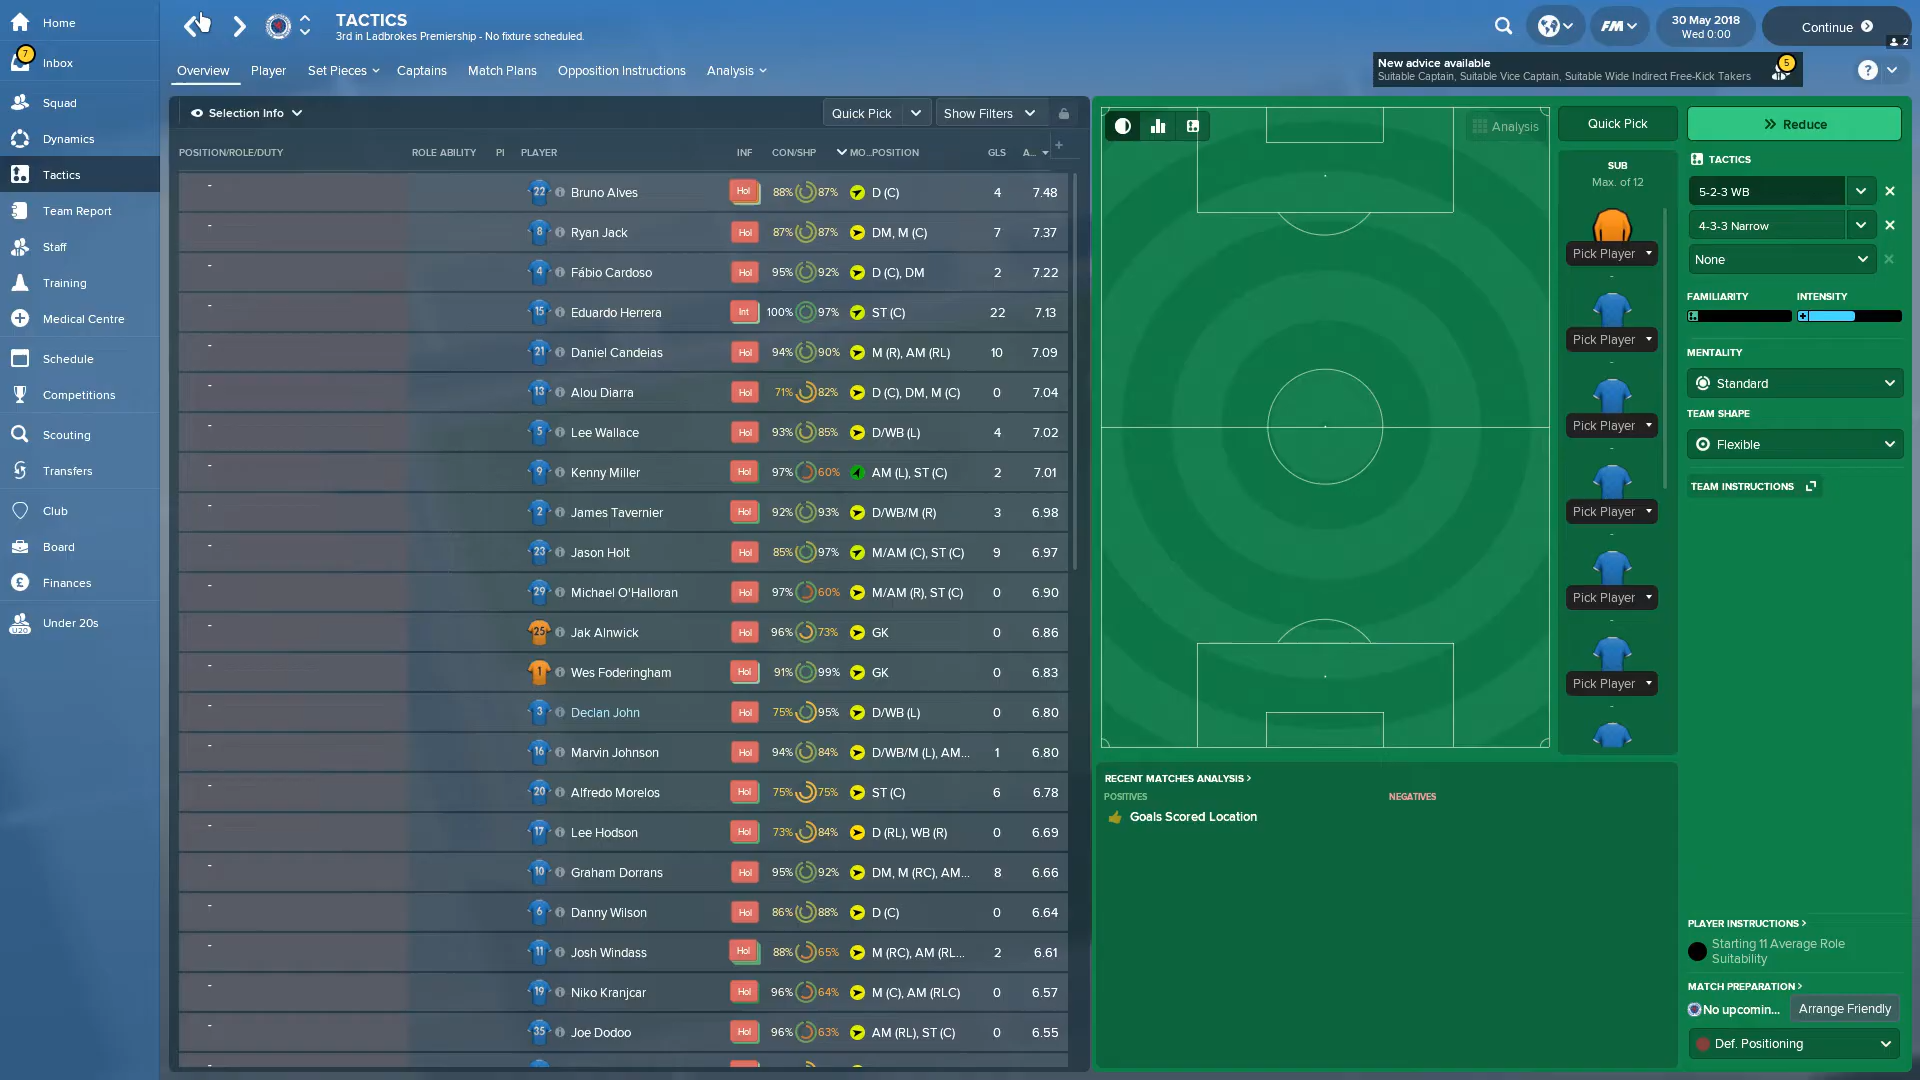 Home
7
Inbox
Squad
Dynamics
Tactics
Team Report
Staff
Training
Medical Centre
Schedule
Competitions
Scouting
Transfers
Club
Board
Finances
U20
Under 20s
TACTICS
3rd in Ladbrokes Premiership - No fixture scheduled.
FM
30 May 2018
Wed 0:00
Continue
2
Overview
Player
Set Pieces
Captains
Match Plans
Opposition Instructions
Analysis
New advice available
Suitable Captain, Suitable Vice Captain, Suitable Wide Indirect Free-Kick Takers
5
?
Selection Info
Quick Pick
Show Filters
POSITION/ROLE/DUTY ROLE ABILITY PI PLAYER INF CON/SHP MO.. POSITION GLS A...
- 22 Bruno Alves Hol 88% 87% D (C) 4 7.48
- 8 Ryan Jack Hol 87% 87% DM, M (C) 7 7.37
- 4 Fábio Cardoso Hol 95% 92% D (C), DM 2 7.22
- 15 Eduardo Herrera Int 100% 97% ST (C) 22 7.13
- 21 Daniel Candeias Hol 94% 90% M (R), AM (RL) 10 7.09
- 13 Alou Diarra Hol 71% 82% D (C), DM, M (C) 0 7.04
- 5 Lee Wallace Hol 93% 85% D/WB (L) 4 7.02
- 9 Kenny Miller Hol 97% 60% AM (L), ST (C) 2 7.01
- 2 James Tavernier Hol 92% 93% D/WB/M (R) 3 6.98
- 23 Jason Holt Hol 85% 97% M/AM (C), ST (C) 9 6.97
- 29 Michael O'Halloran Hol 97% 60% M/AM (R), ST (C) 0 6.90
- 25 Jak Alnwick Hol 96% 73% GK 0 6.86
- 1 Wes Foderingham Hol 91% 99% GK 0 6.83
- 3 Declan John Hol 75% 95% D/WB (L) 0 6.80
- 16 Marvin Johnson Hol 94% 84% D/WB/M (L), AM... 1 6.80
- 20 Alfredo Morelos Hol 75% 75% ST (C) 6 6.78
- 17 Lee Hodson Hol 73% 84% D (RL), WB (R) 0 6.69
- 10 Graham Dorrans Hol 95% 92% DM, M (RC), AM... 8 6.66
- 6 Danny Wilson Hol 86% 88% D (C) 0 6.64
- 11 Josh Windass Hol 88% 65% M (RC), AM (RL... 2 6.61
- 19 Niko Kranjcar Hol 96% 64% M (C), AM (RLC) 0 6.57
- 35 Joe Dodoo Hol 96% 63% AM (RL), ST (C) 0 6.55
Analysis
RECENT MATCHES ANALYSIS >
POSITIVES
NEGATIVES
Goals Scored Location
Quick Pick
SUB
Max. of 12
Pick Player
-
Pick Player
-
Pick Player
-
Pick Player
-
Pick Player
-
Pick Player
-
Reduce
TACTICS
5-2-3 WB
4-3-3 Narrow
None
FAMILIARITY
INTENSITY
MENTALITY
Standard
TEAM SHAPE
Flexible
TEAM INSTRUCTIONS
PLAYER INSTRUCTIONS >
Starting 11 Average Role
Suitability
MATCH PREPARATION >
No upcomin...
Arrange Friendly
Def. Positioning